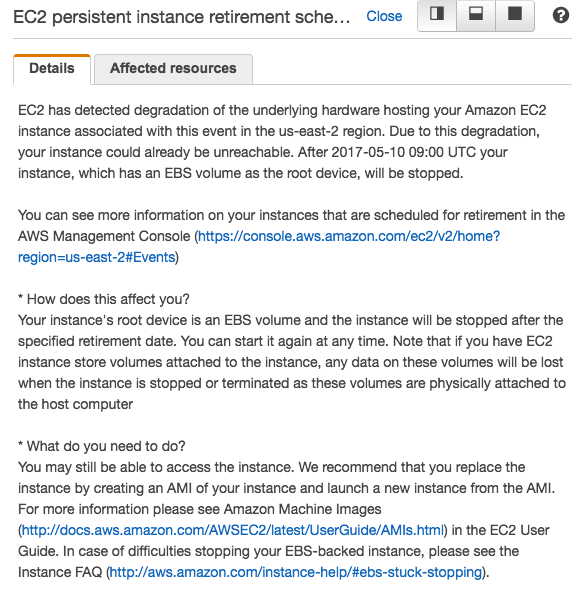 EC2 persistent instance retirement sche... Close
Details Affected resources
EC2 has detected degradation of the underlying hardware hosting your Amazon EC2
instance associated with this event in the us-east-2 region. Due to this degradation,
your instance could already be unreachable. After 2017-05-10 09:00 UTC your
instance, which has an EBS volume as the root device, will be stopped.
You can see more information on your instances that are scheduled for retirement in the
AWS Management Console (https://console.aws.amazon.com/ec2/v2/home?
region=us-east-2#Events)
* How does this affect you?
Your instance's root device is an EBS volume and the instance will be stopped after the
specified retirement date. You can start it again at any time. Note that if you have EC2
instance store volumes attached to the instance, any data on these volumes will be lost
when the instance is stopped or terminated as these volumes are physically attached to
the host computer
* What do you need to do?
You may still be able to access the instance. We recommend that you replace the
instance by creating an AMI of your instance and launch a new instance from the AMI.
For more information please see Amazon Machine Images
(http://docs.aws.amazon.com/AWSEC2/latest/UserGuide/AMIs.html) in the EC2 User
Guide. In case of difficulties stopping your EBS-backed instance, please see the
Instance FAQ (http://aws.amazon.com/instance-help/#ebs-stuck-stopping).